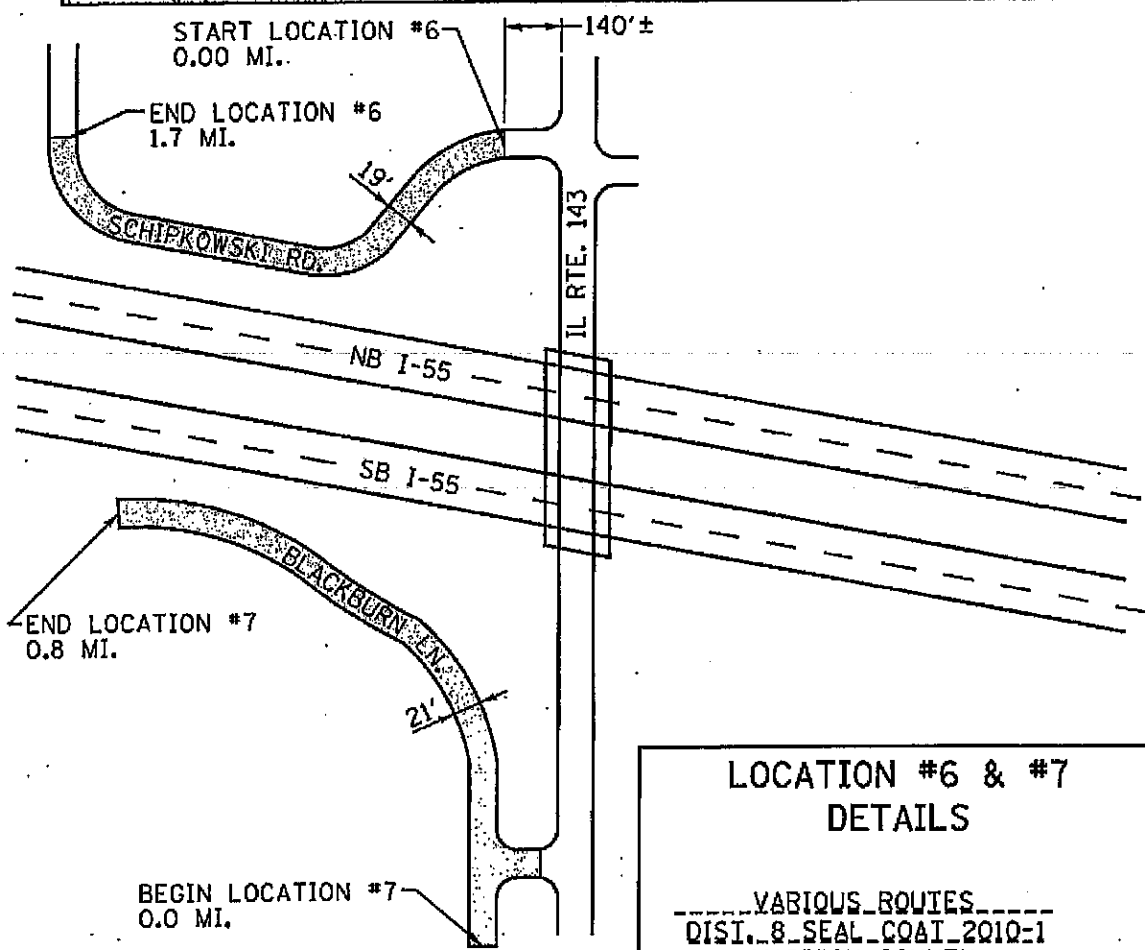 START LOCATION #6
0.00 MI.
140'±
END LOCATION #6
1.7 MI.
19'
SCHIPKOWSKI RD.
IL RTE. 143
NB I-55
SB I-55
BLACKBURN LN.
END LOCATION #7
0.8 MI.
21'
BEGIN LOCATION #7
0.0 MI.
LOCATION #6 & #7
DETAILS
VARIOUS ROUTES
DIST. 8 SEAL COAT 2010-1